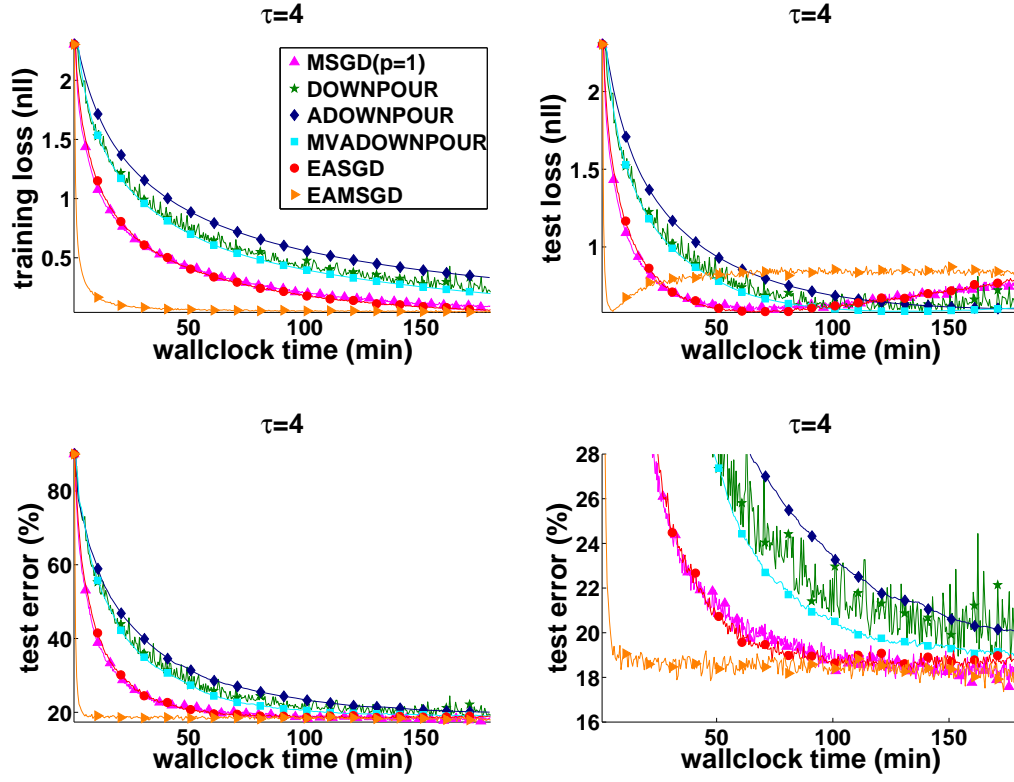 τ=4
training loss (nll)
2
1.5
1
0.5
50
100
150
wallclock time (min)
MSGD(p=1)
DOWNPOUR
ADOWNPOUR
MVADOWNPOUR
EASGD
EAMSGD
τ=4
test loss (nll)
2
1.5
1
50
100
150
wallclock time (min)
τ=4
test error (%)
80
60
40
20
50
100
150
wallclock time (min)
τ=4
test error (%)
28
26
24
22
20
18
16
50
100
150
wallclock time (min)